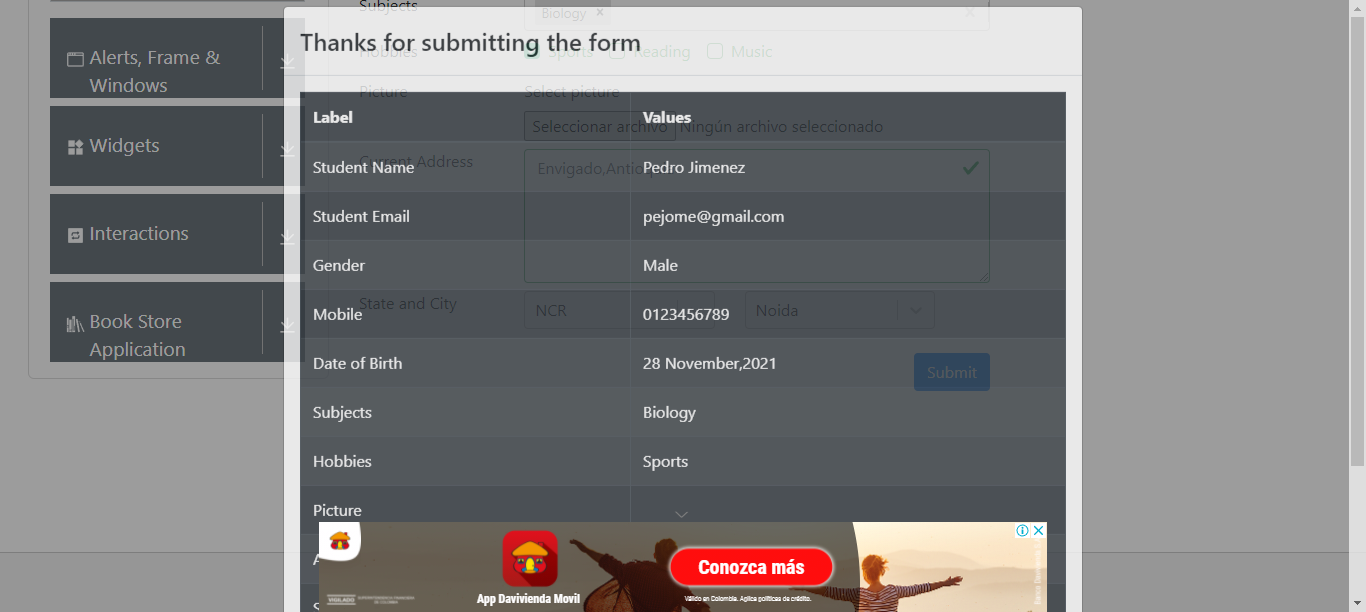 Subjects
Biology ×
Thanks for submitting the form
Hobbies
Sports Reading Music
Alerts, Frame &
Windows
Picture
Select picture
Label Values
Seleccionar archivo Ningún archivo seleccionado
Widgets
Current Address
Student Name Pedro Jimenez
Student Email pejome@gmail.com
Interactions
Gender Male
State and City
NCR
Noida
Mobile 0123456789
Book Store
Application
Date of Birth 28 November,2021
Submit
Subjects Biology
Hobbies Sports
Picture
Conozca más
App Davivienda Movil
Válido en Colombia. Aplica políticas de crédito.
VIGILADO